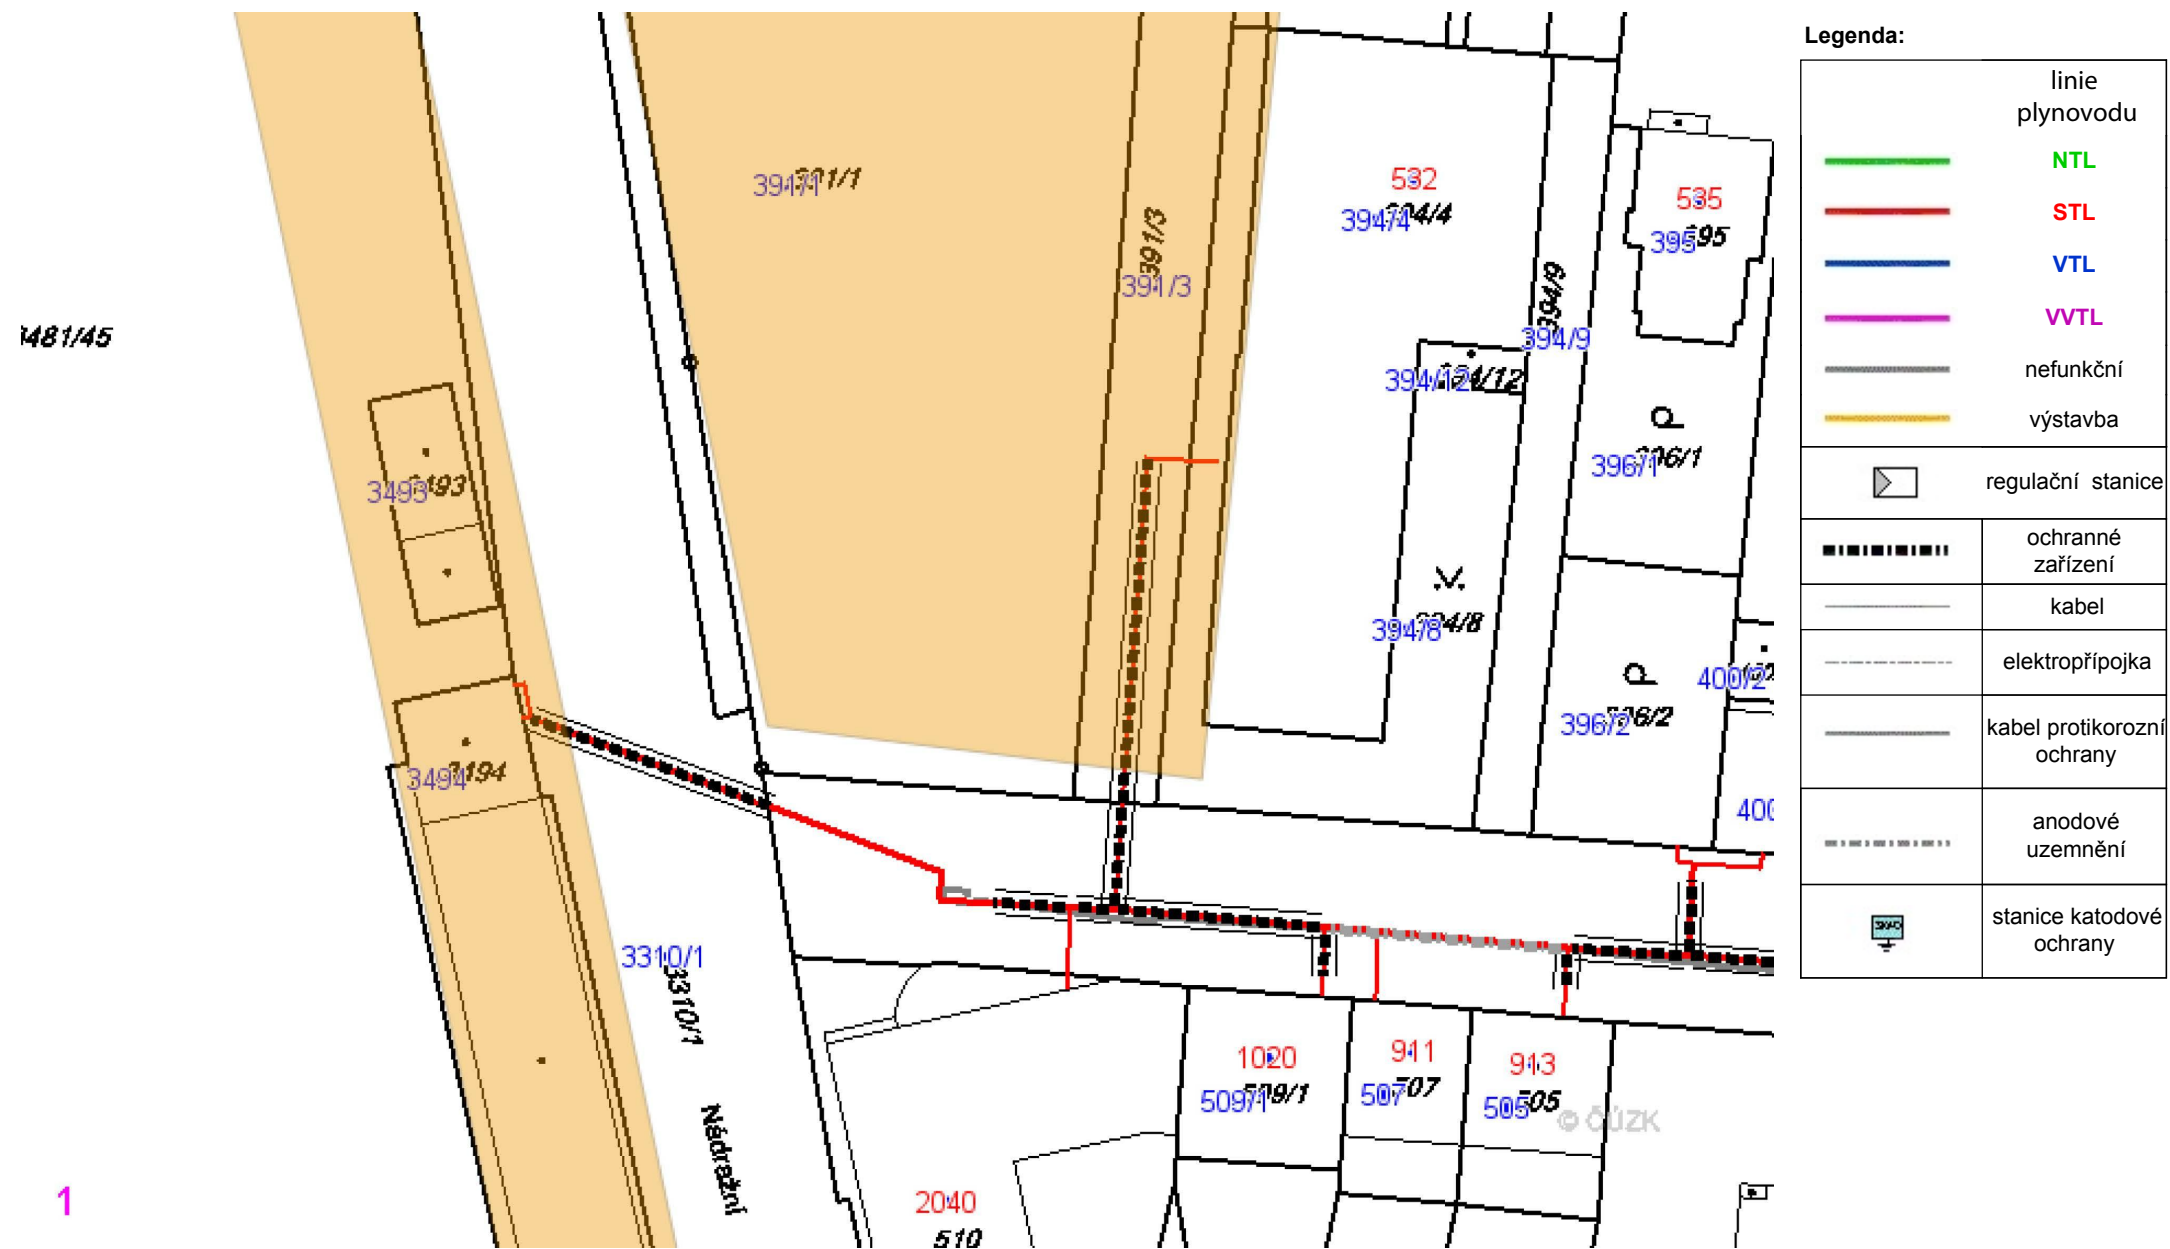 Legenda:
linie
plynovodu
NTL
STL
VTL
VVTL
nefunkční
výstavba
regulační stanice
ochranné
zařízení
kabel
elektropřípojka
kabel protikorozní
ochrany
anodové
uzemnění
stanice katodové
ochrany
391/1
391/3
391/3
532
394/4
535
395
394/9
394/9
394/12
396/1
P
394/8
P
396/2
400/2
3493
3494
3310/1
3310/1
Nádražní
1020
509/1
911
507
913
505
© ČÚZK
2040
510
1